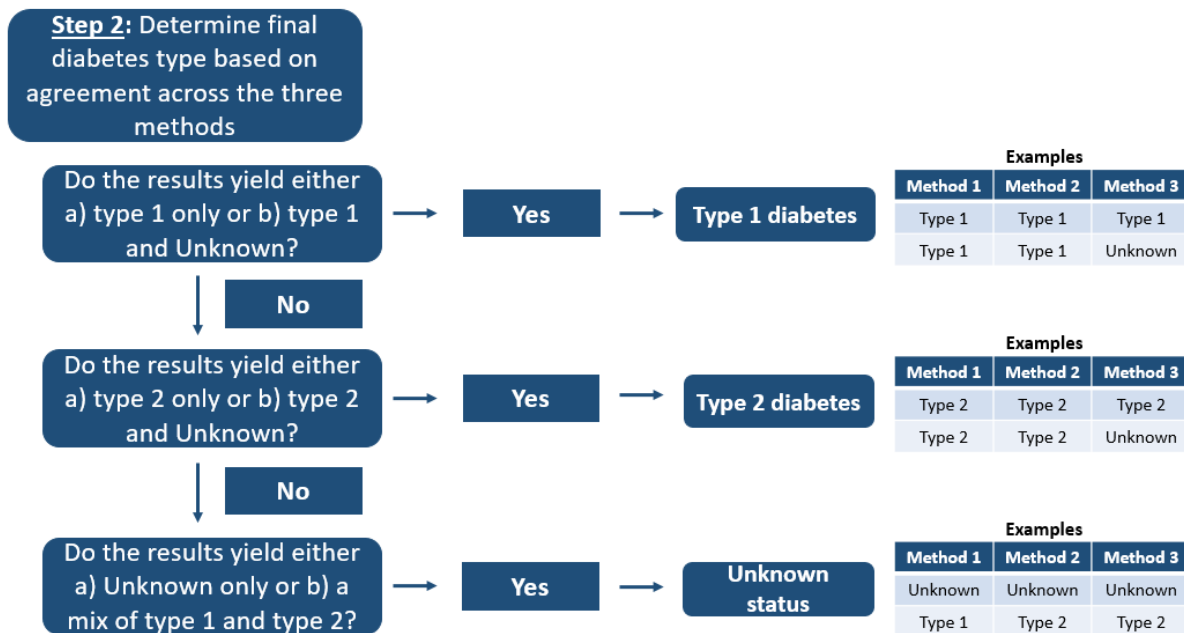 Step 2: Determine final
diabetes type based on
agreement across the three
methods
Do the results yield either
a) type 1 only or b) type 1
and Unknown?
Yes
Type 1 diabetes
Examples
Method 1 Method 2 Method 3
Type 1 Type 1 Type 1
Type 1 Type 1 Unknown
No
Do the results yield either
a) type 2 only or b) type 2
and Unknown?
Yes
Type 2 diabetes
Examples
Method 1 Method 2 Method 3
Type 2 Type 2 Type 2
Type 2 Type 2 Unknown
No
Do the results yield either
a) Unknown only or b) a
mix of type 1 and type 2?
Yes
Unknown
status
Examples
Method 1 Method 2 Method 3
Unknown Unknown Unknown
Type 1 Type 2 Type 2